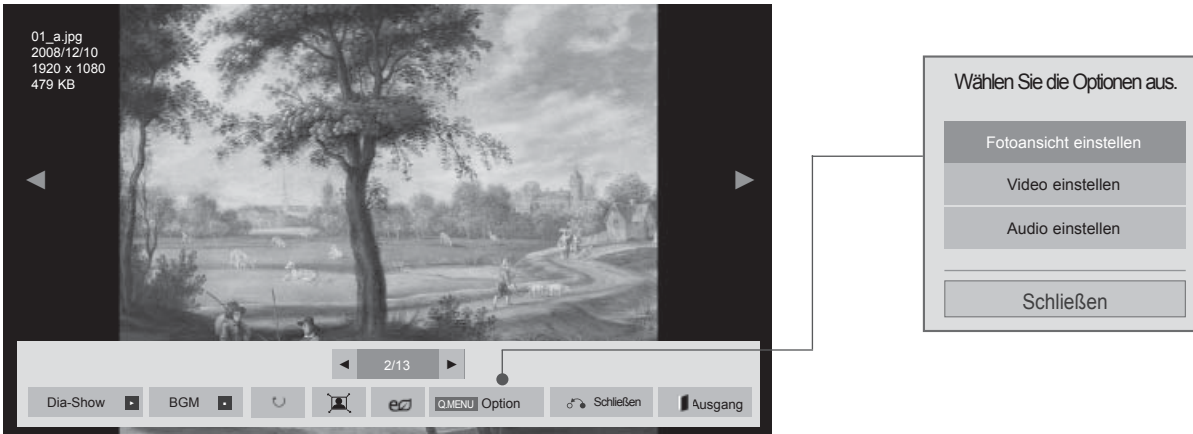 01_a.jpg
2008/12/10
1920 x 1080
479 KB
Wählen Sie die Optionen aus.
Fotoansicht einstellen
Video einstellen
Audio einstellen
Schließen
2/13
Dia-Show BGM Q.MENU Option Schließen Ausgang